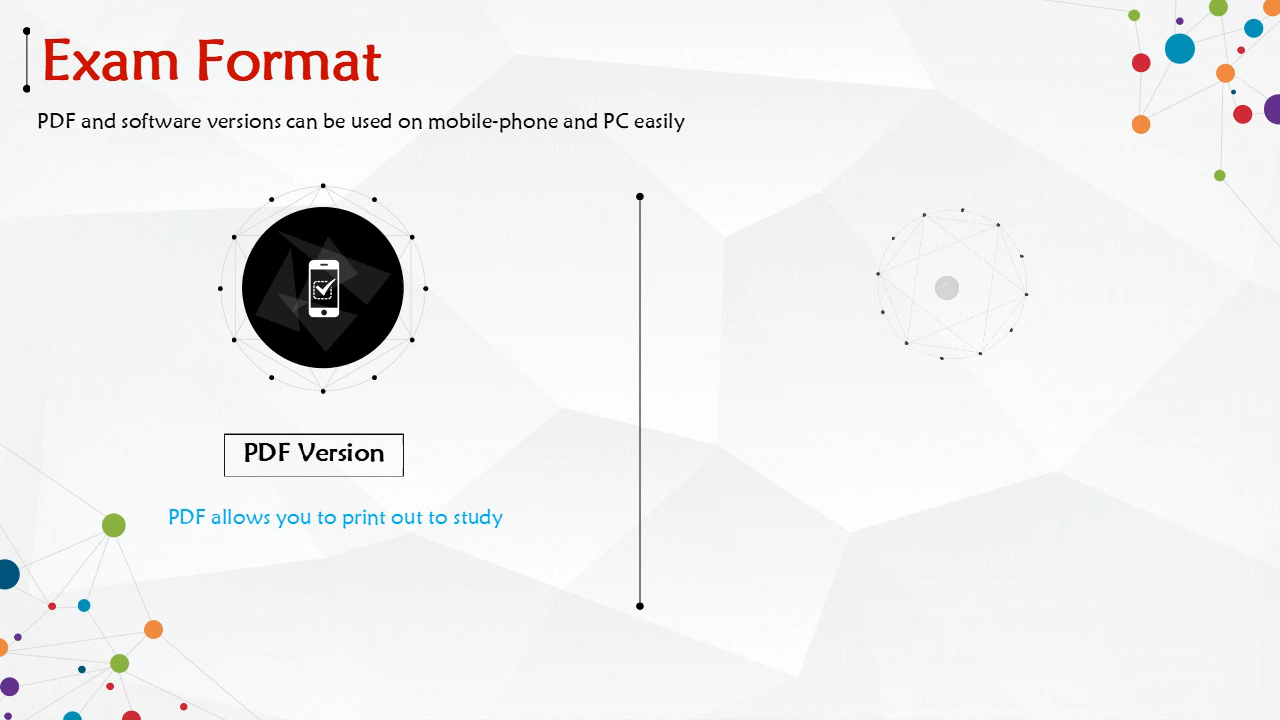 Exam Format
PDF and software versions can be used on mobile-phone and PC easily
PDF Version
PDF allows you to print out to study